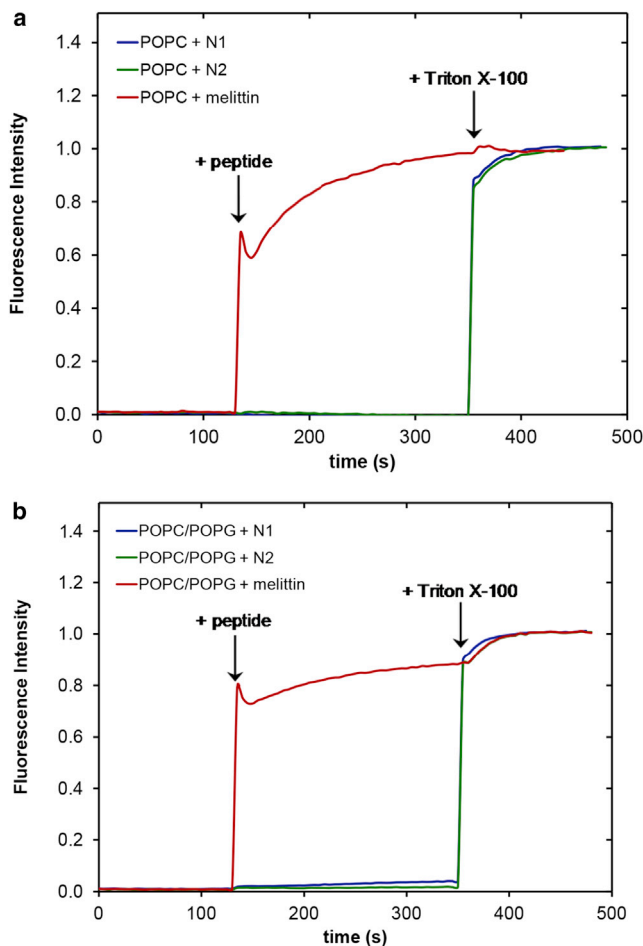 a
1.4
POPC + N1
POPC + N2
1.2
POPC + melittin
+ Triton X-100
1.0
+ peptide
0.8
0.6
0.4
0.2
0.0
Fluorescence Intensity
0 100 200 300 400 500
time (s)
b
1.4
POPC/POPG + N1
POPC/POPG + N2
1.2
POPC/POPG + melittin
+ Triton X-100
+ peptide
1.0
0.8
0.6
0.4
0.2
0.0
Fluorescence Intensity
0 100 200 300 400 500
time (s)